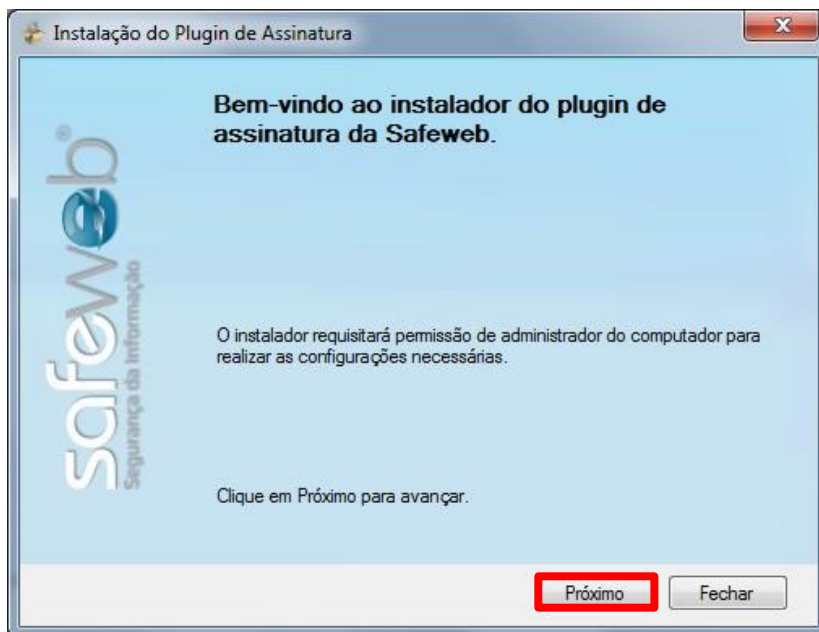 Instalação do Plugin de Assinatura
Bem-vindo ao instalador do plugin de
assinatura da Safeweb.
safeweb
Segurança da Informação
O instalador requisitará permissão de administrador do computador para
realizar as configurações necessárias.
Clique em Próximo para avançar.
Próximo
Fechar